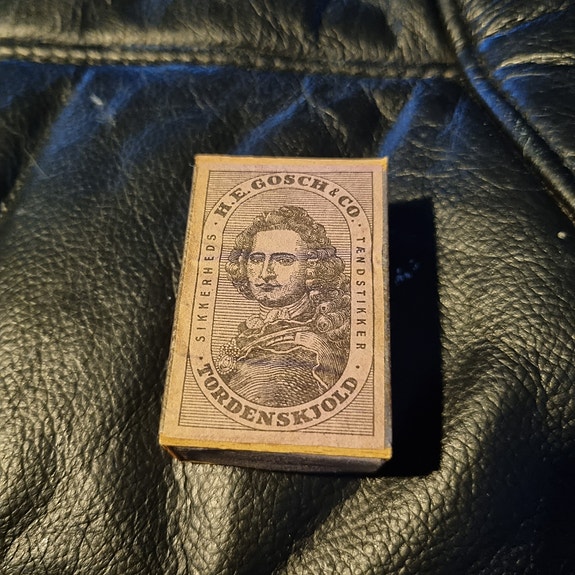 H.E. GOSCH & CO.
SIKKERHEDS
TÆNDSTIKKER
TORDENSKJOLD